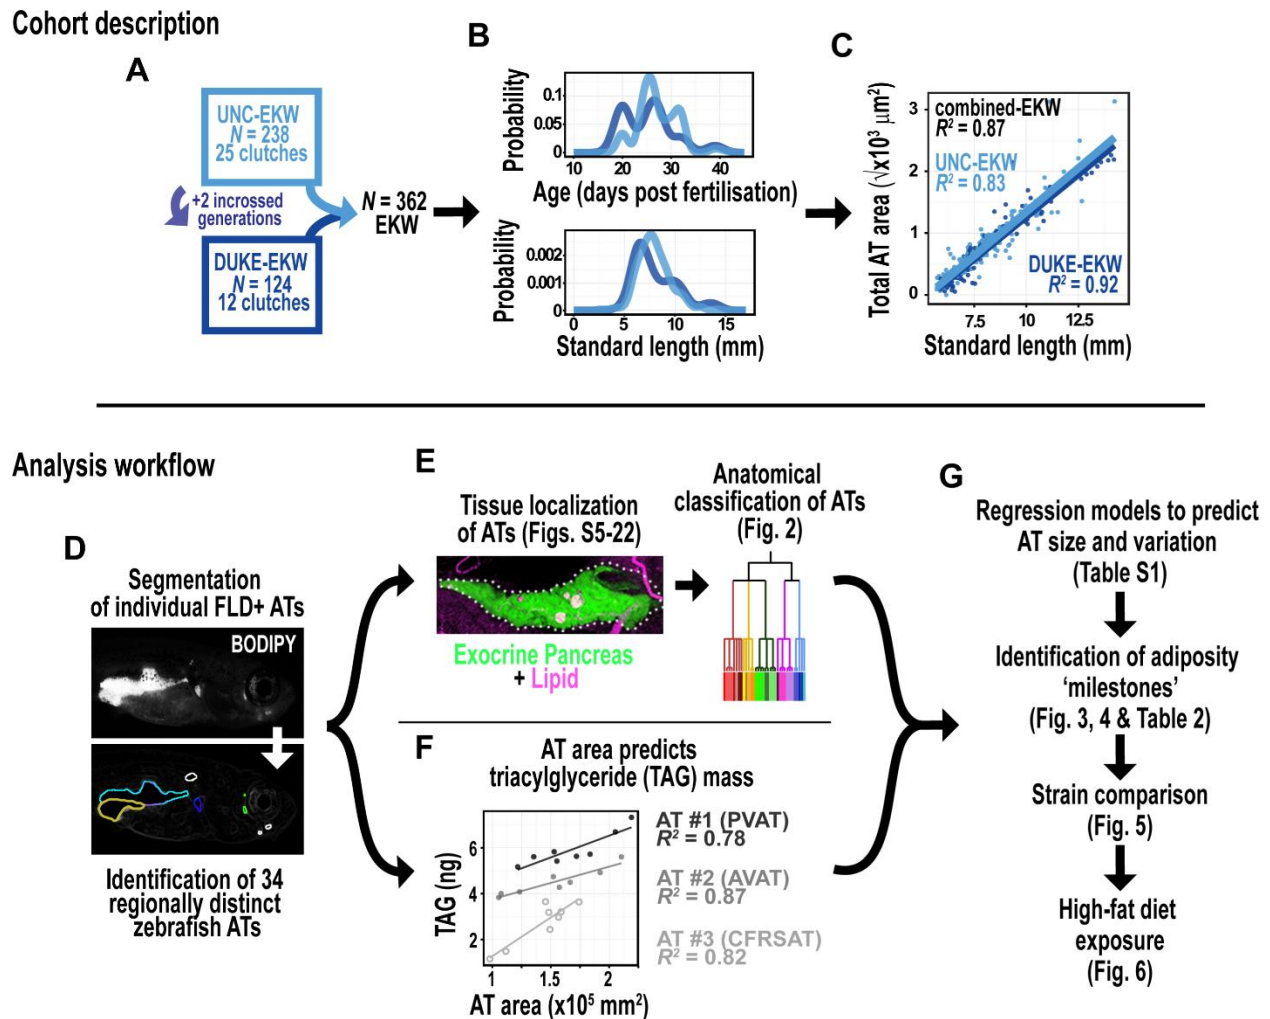 Cohort description
A
UNC-EKW
N = 238
25 clutches
+2 incrossed
generations
DUKE-EKW
N = 124
12 clutches
N = 362
EKW
B
Probability
0.1
0.05
0
10
20
30
40
Age (days post fertilisation)
Probability
0.002
0.001
0
0
5
10
15
Standard length (mm)
C
Total AT area (√x10³ μm²)
3
2
1
0
combined-EKW
R² = 0.87
UNC-EKW
R² = 0.83
DUKE-EKW
R² = 0.92
7.5
10
12.5
Standard length (mm)
Analysis workflow
D
Segmentation
of individual FLD+ ATs
BODIPY
Identification of 34
regionally distinct
zebrafish ATs
E
Tissue localization
of ATs (Figs. S5-22)
Exocrine Pancreas
+ Lipid
Anatomical
classification of ATs
(Fig. 2)
F
AT area predicts
triacylglyceride (TAG) mass
TAG (ng)
6
4
2
1
1.5
2
AT area (x10⁵ mm²)
AT #1 (PVAT)
R² = 0.78
AT #2 (AVAT)
R² = 0.87
AT #3 (CFRSAT)
R² = 0.82
G
Regression models to predict
AT size and variation
(Table S1)
Identification of adiposity
‘milestones’
(Fig. 3, 4 & Table 2)
Strain comparison
(Fig. 5)
High-fat diet
exposure
(Fig. 6)